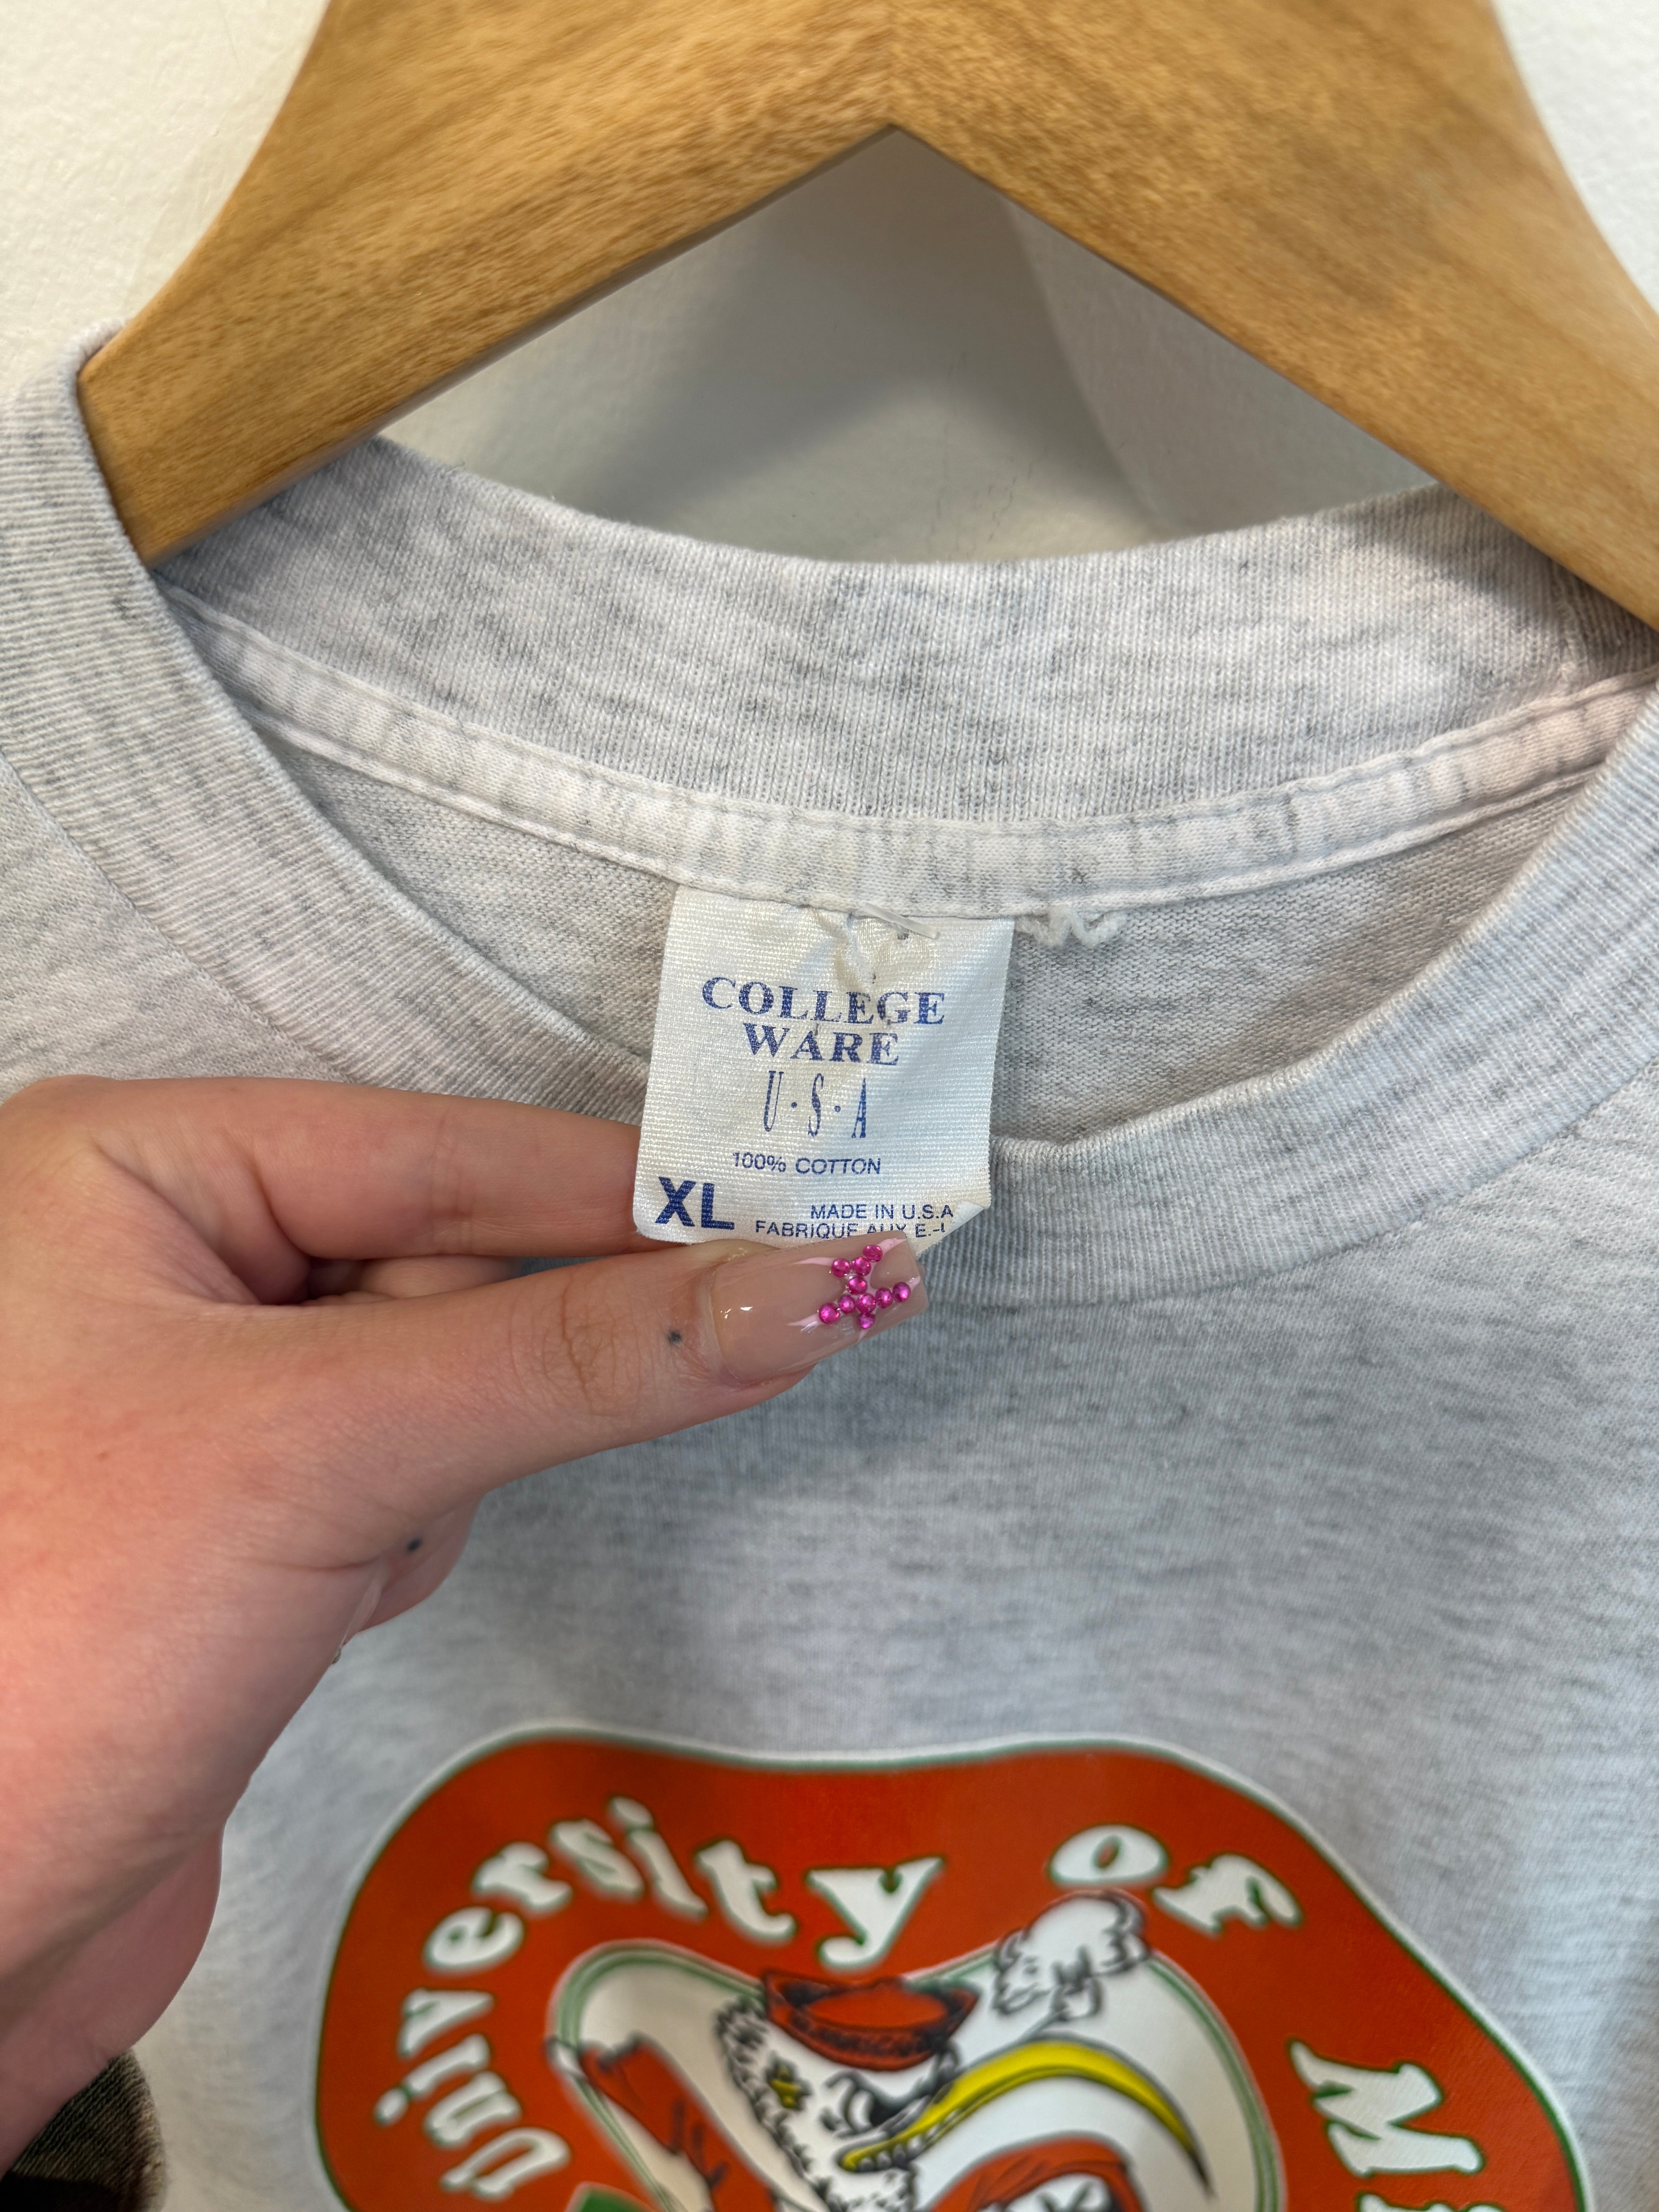 COLLEGE
WARE
U·S·A
100% COTTON
XL
MADE IN U.S.A
FABRIQUE AUX E.-
University of